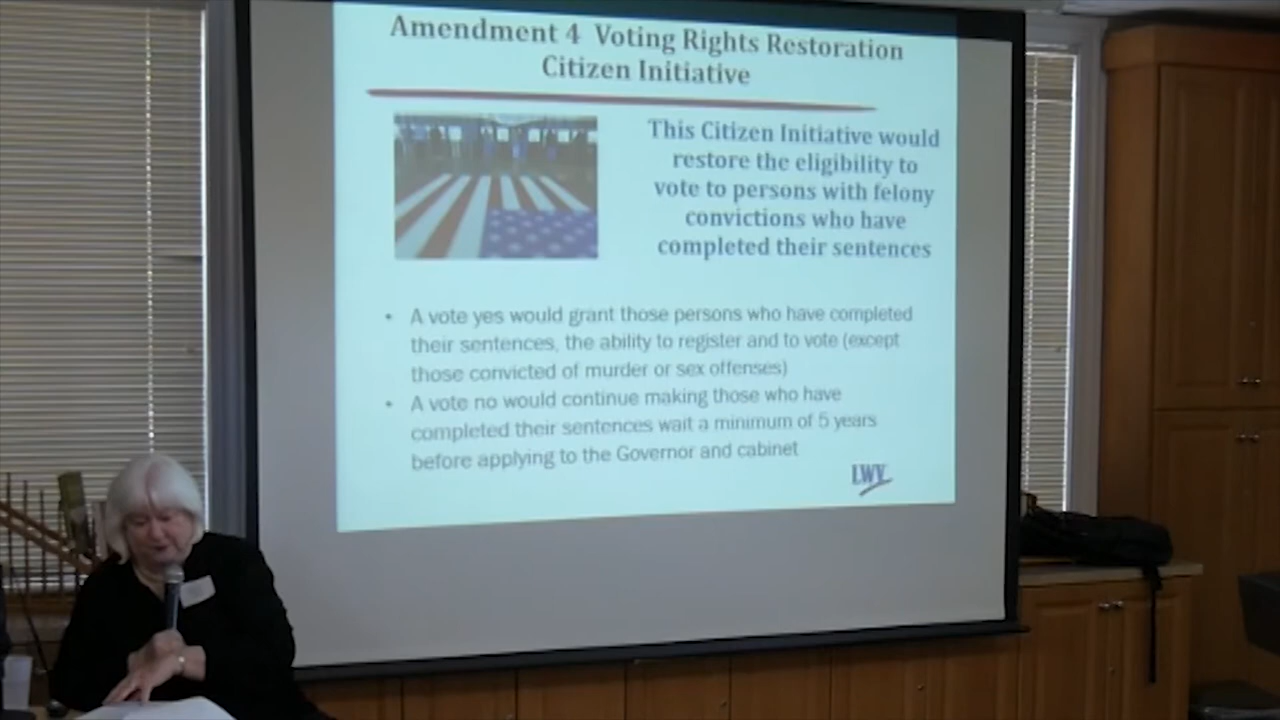 Amendment 4 Voting Rights Restoration
Citizen Initiative
This Citizen Initiative would
restore the eligibility to
vote to persons with felony
convictions who have
completed their sentences
• A vote yes would grant those persons who have completed
their sentences, the ability to register and to vote (except
those convicted of murder or sex offenses)
• A vote no would continue making those who have
completed their sentences wait a minimum of 5 years
before applying to the Governor and cabinet
LWV